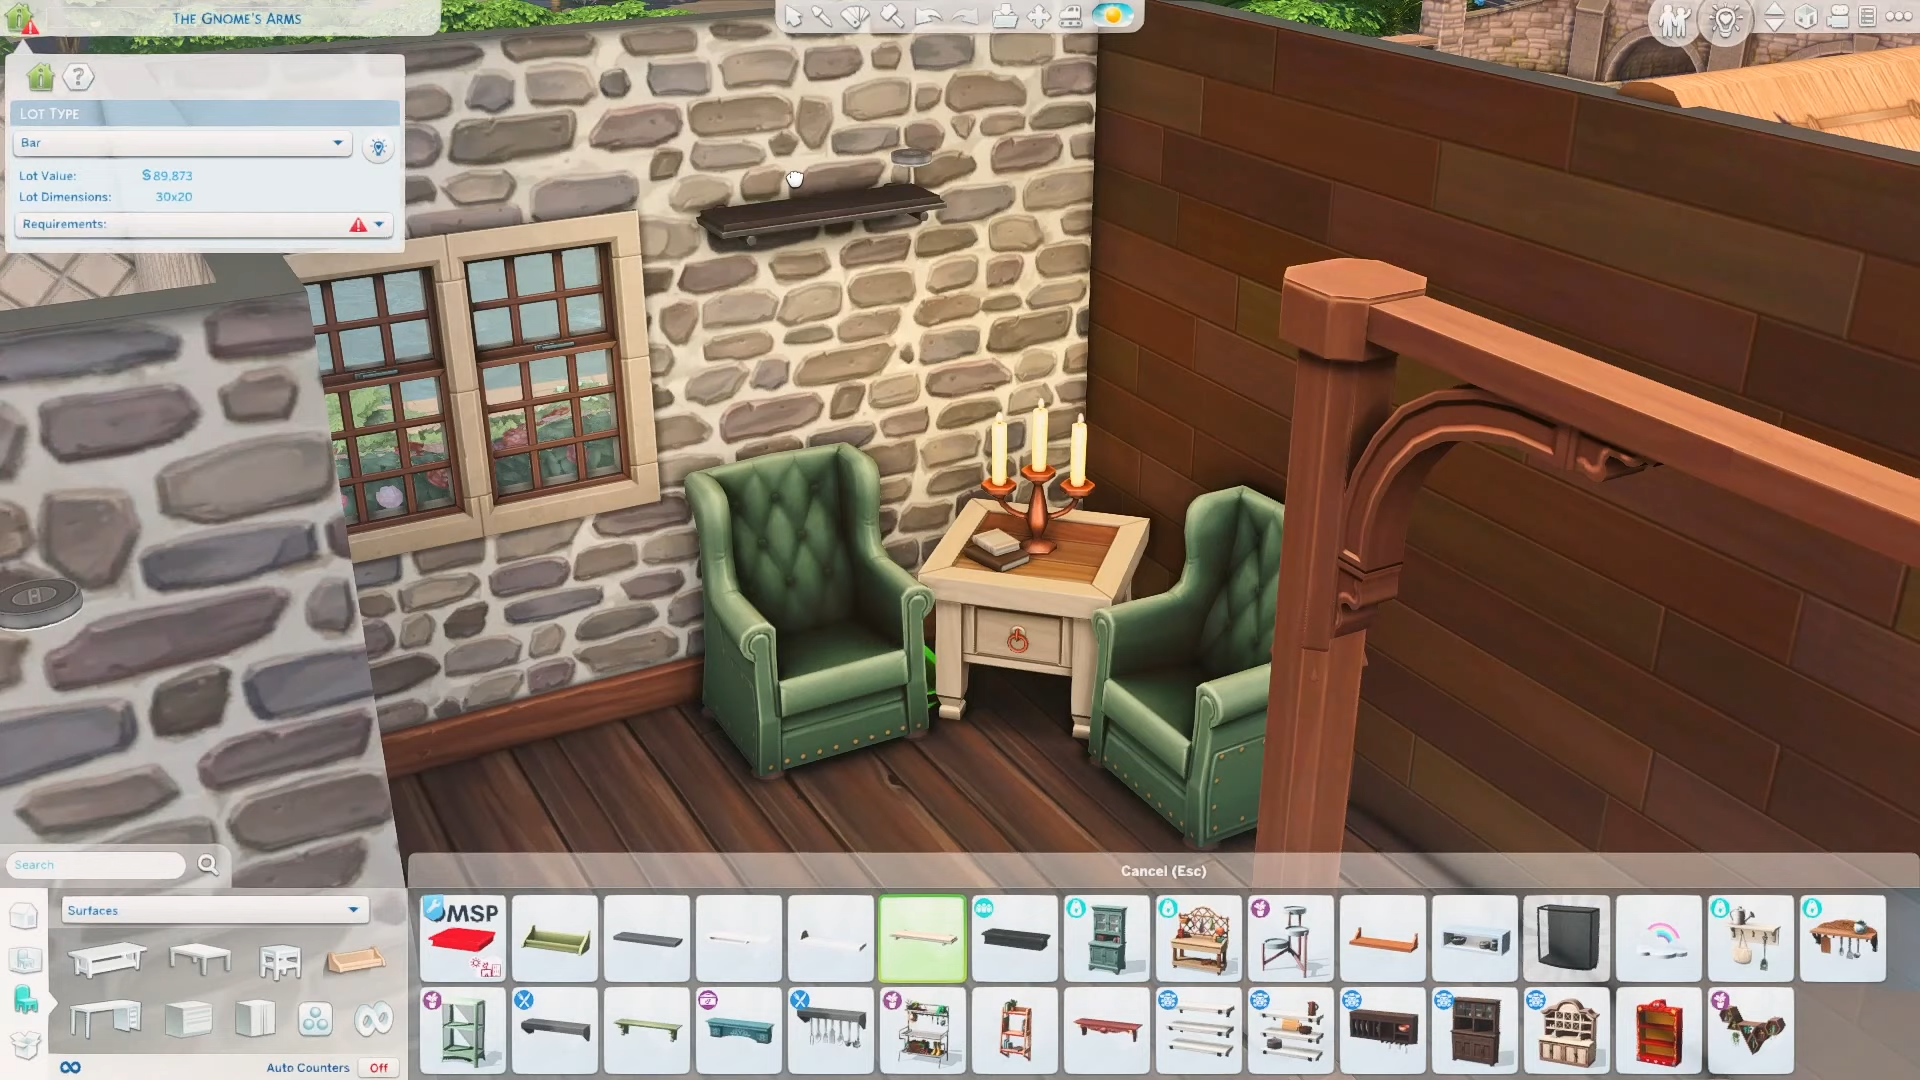 The Gnome's Arms
Lot Type
Bar
Lot Value: $89,873
Lot Dimensions: 30x20
Requirements:
Search
Cancel (Esc)
Surfaces
MSP
Auto Counters Off